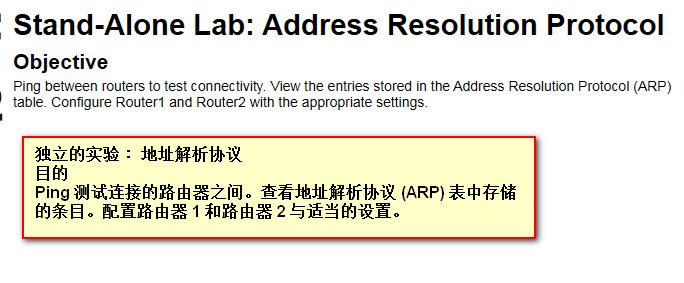 Stand-Alone Lab: Address Resolution Protocol
Objective
Ping between routers to test connectivity. View the entries stored in the Address Resolution Protocol (ARP)
table. Configure Router1 and Router2 with the appropriate settings.
独立的实验： 地址解析协议
目的
Ping 测试连接的路由器之间。查看地址解析协议 (ARP) 表中存储
的条目。配置路由器 1 和路由器 2 与适当的设置。